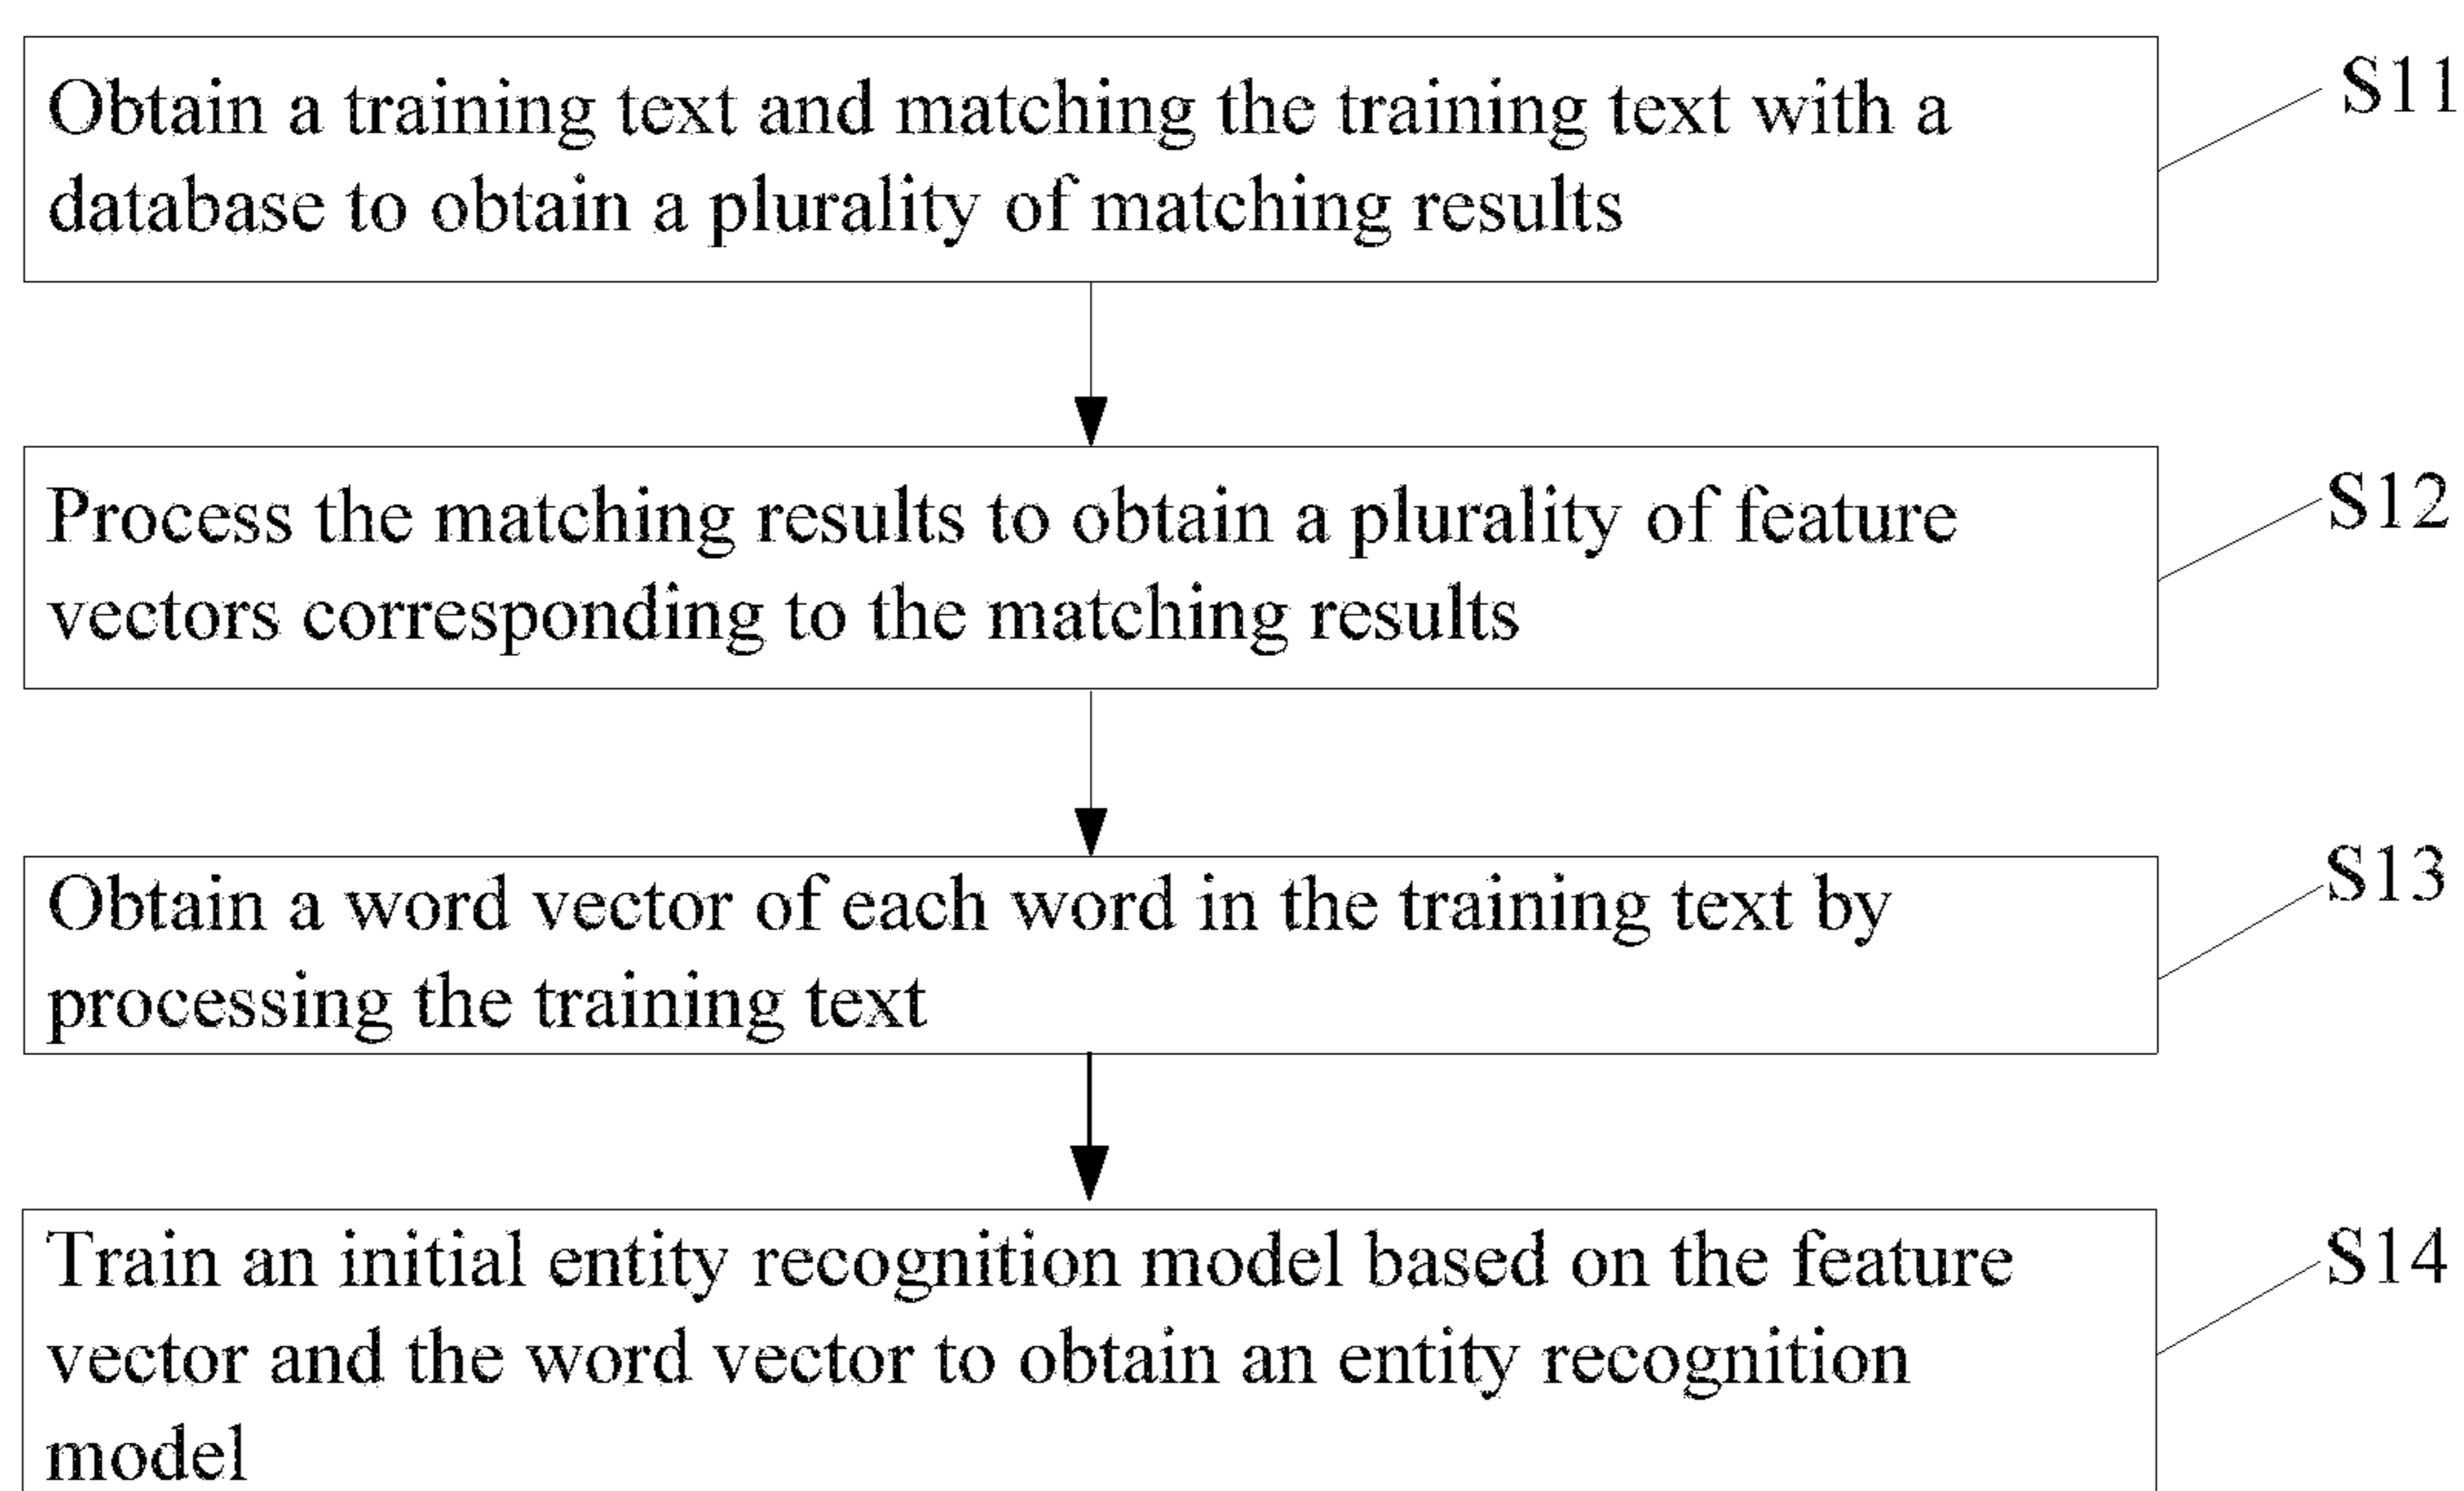 Obtain a training text and matching the training text with a
database to obtain a plurality of matching results
S11
Process the matching results to obtain a plurality of feature
vectors corresponding to the matching results
S12
Obtain a word vector of each word in the training text by
processing the training text
S13
Train an initial entity recognition model based on the feature
vector and the word vector to obtain an entity recognition
model
S14